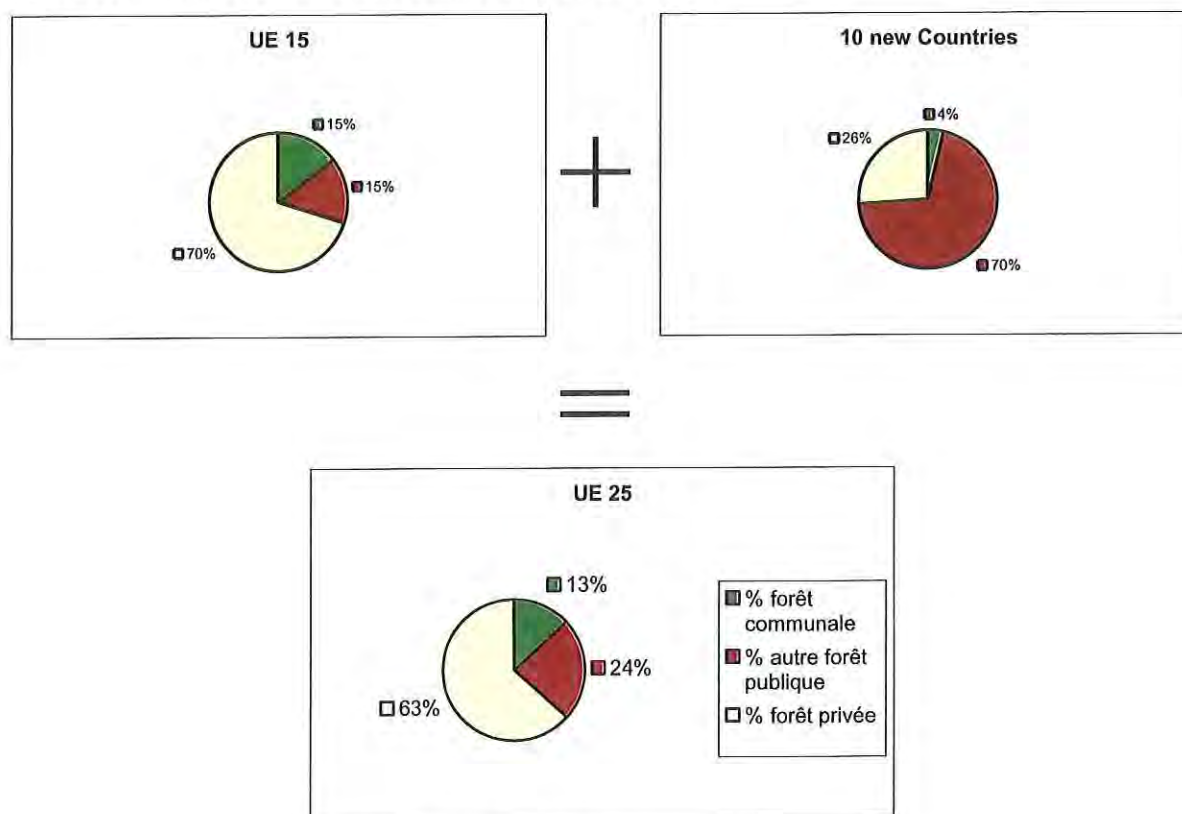 UE 15
15%
15%
70%
10 new Countries
4%
26%
70%
UE 25
13%
24%
63%
% forêt
communale
% autre forêt
publique
% forêt privée